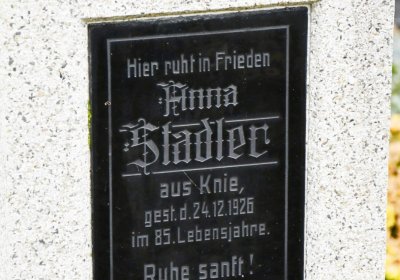 Hier ruht in Frieden
Anna
Stadler
aus Knie,
gest. d. 24.12.1926
im 85. Lebensjahre.
Ruhe sanft!